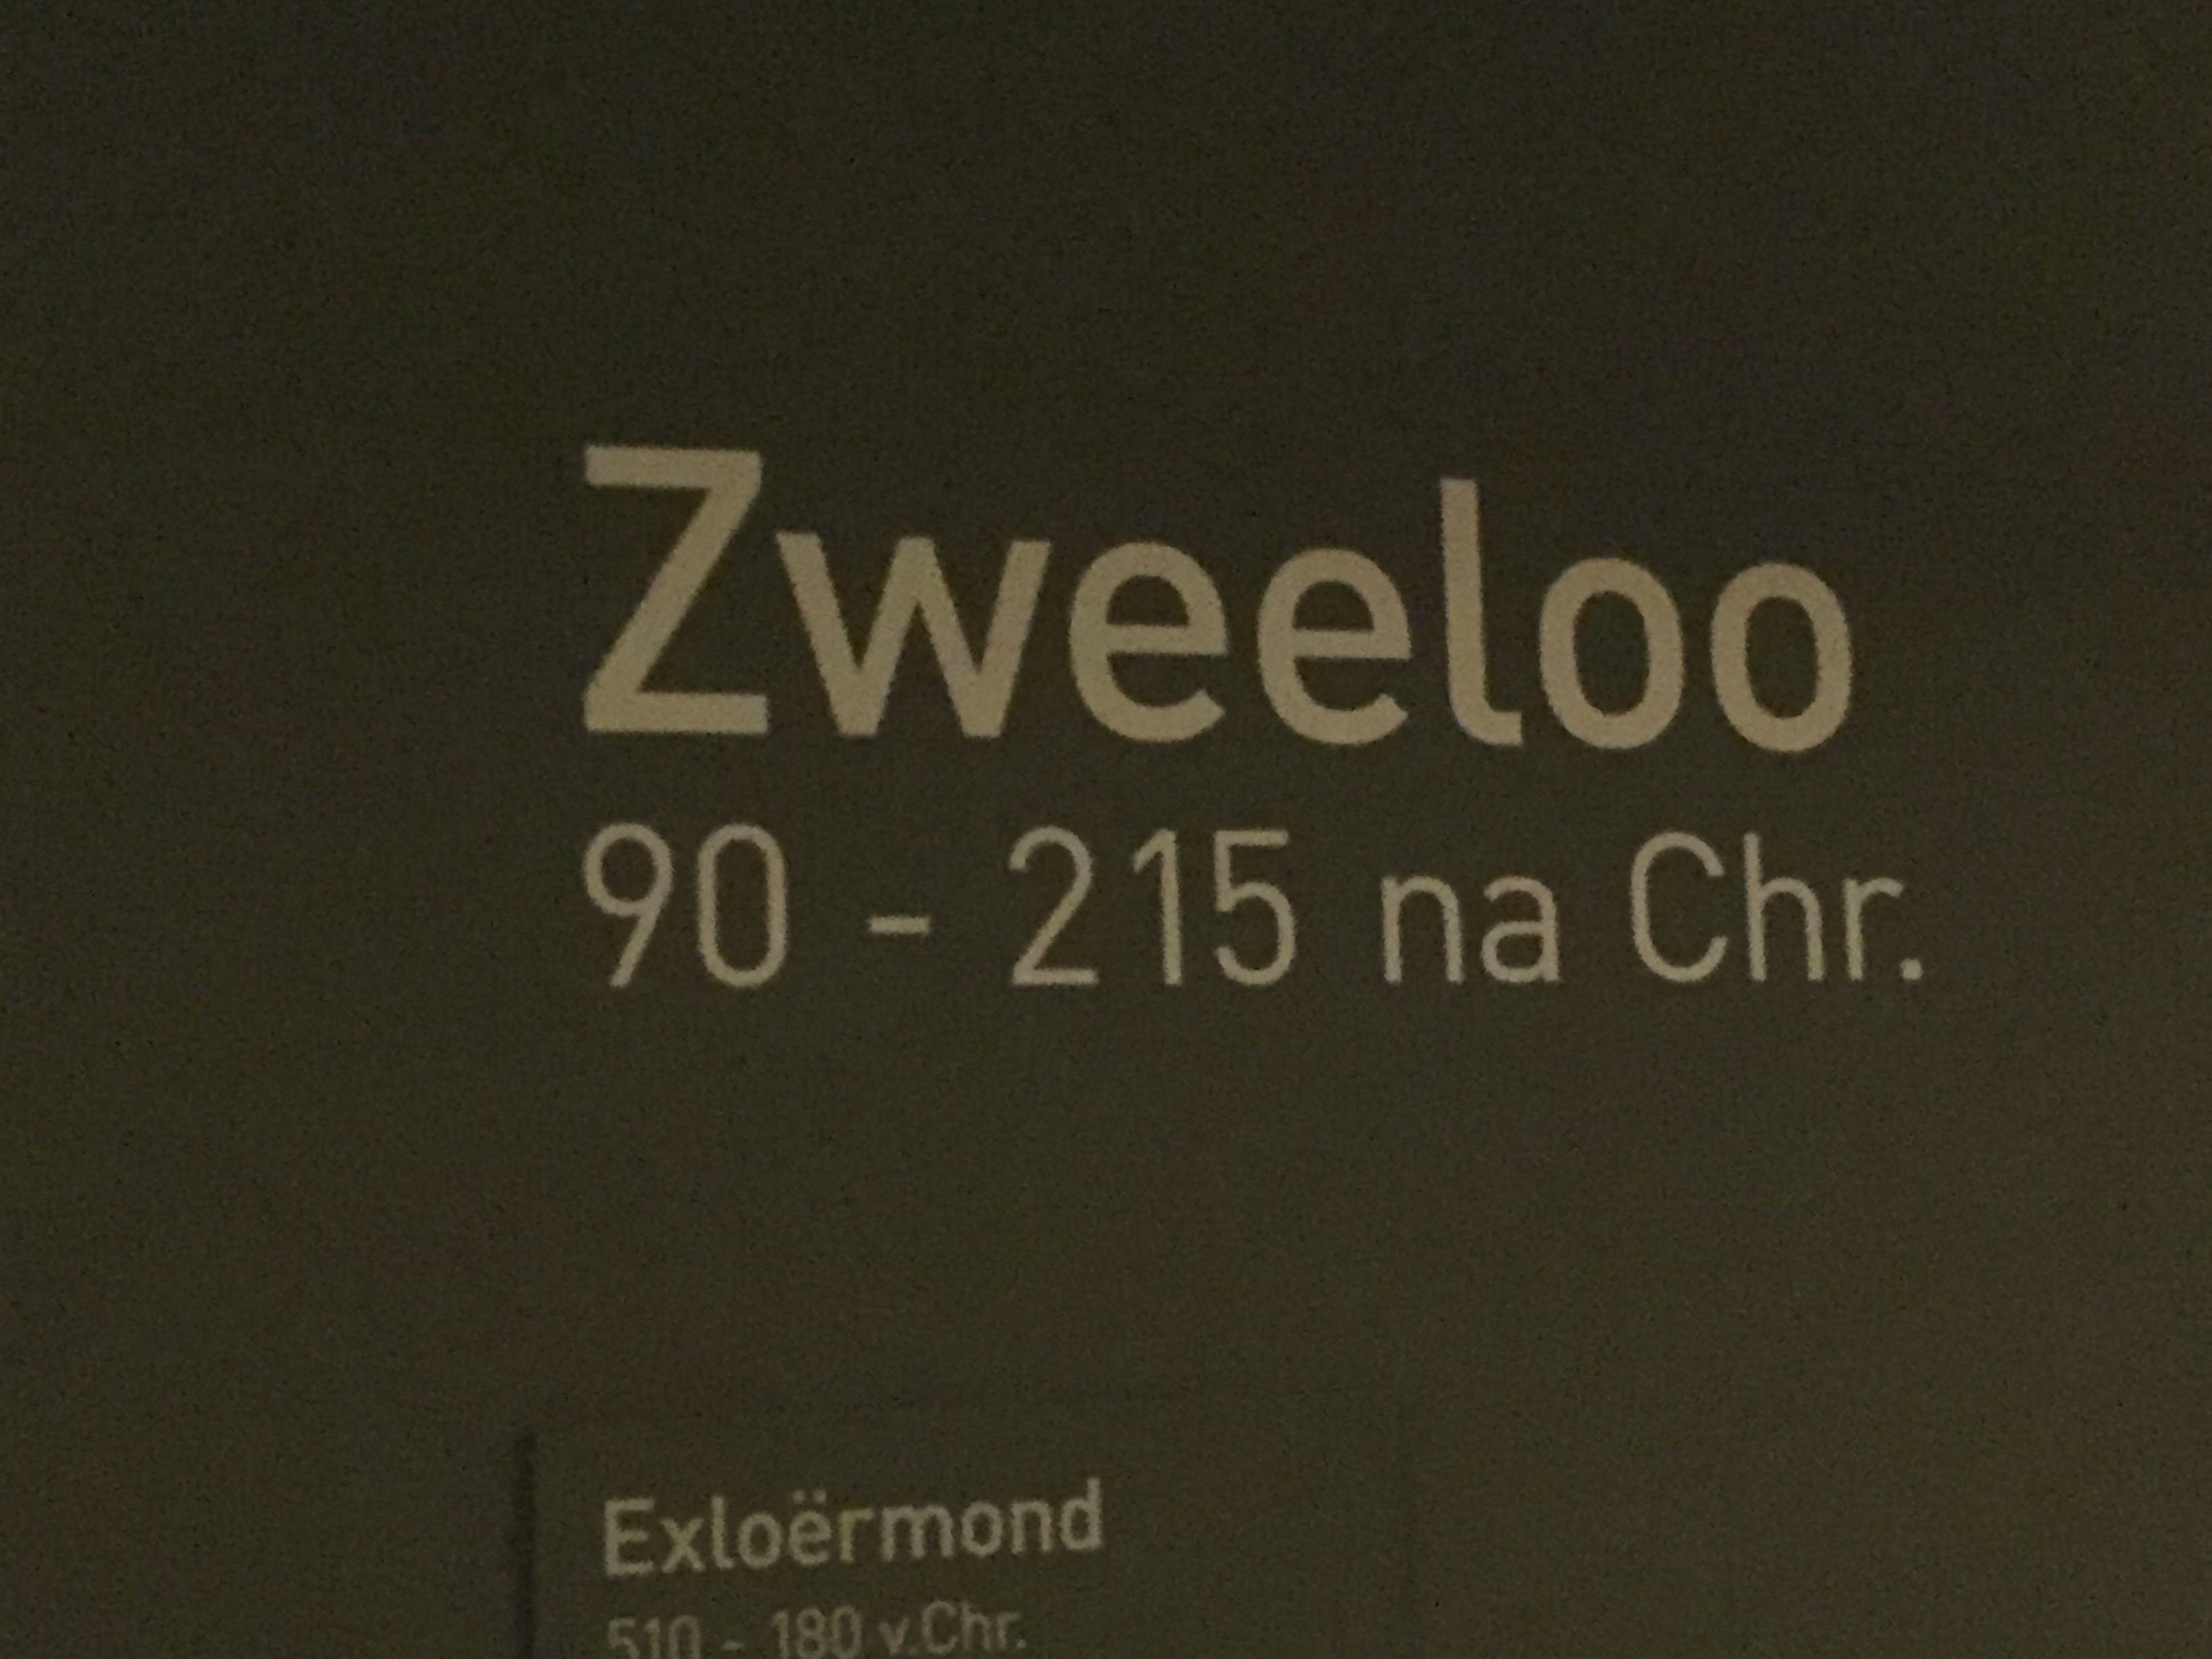 Zweeloo
90 - 215 na Chr.
Exloërmond
510 - 180 v.Chr.